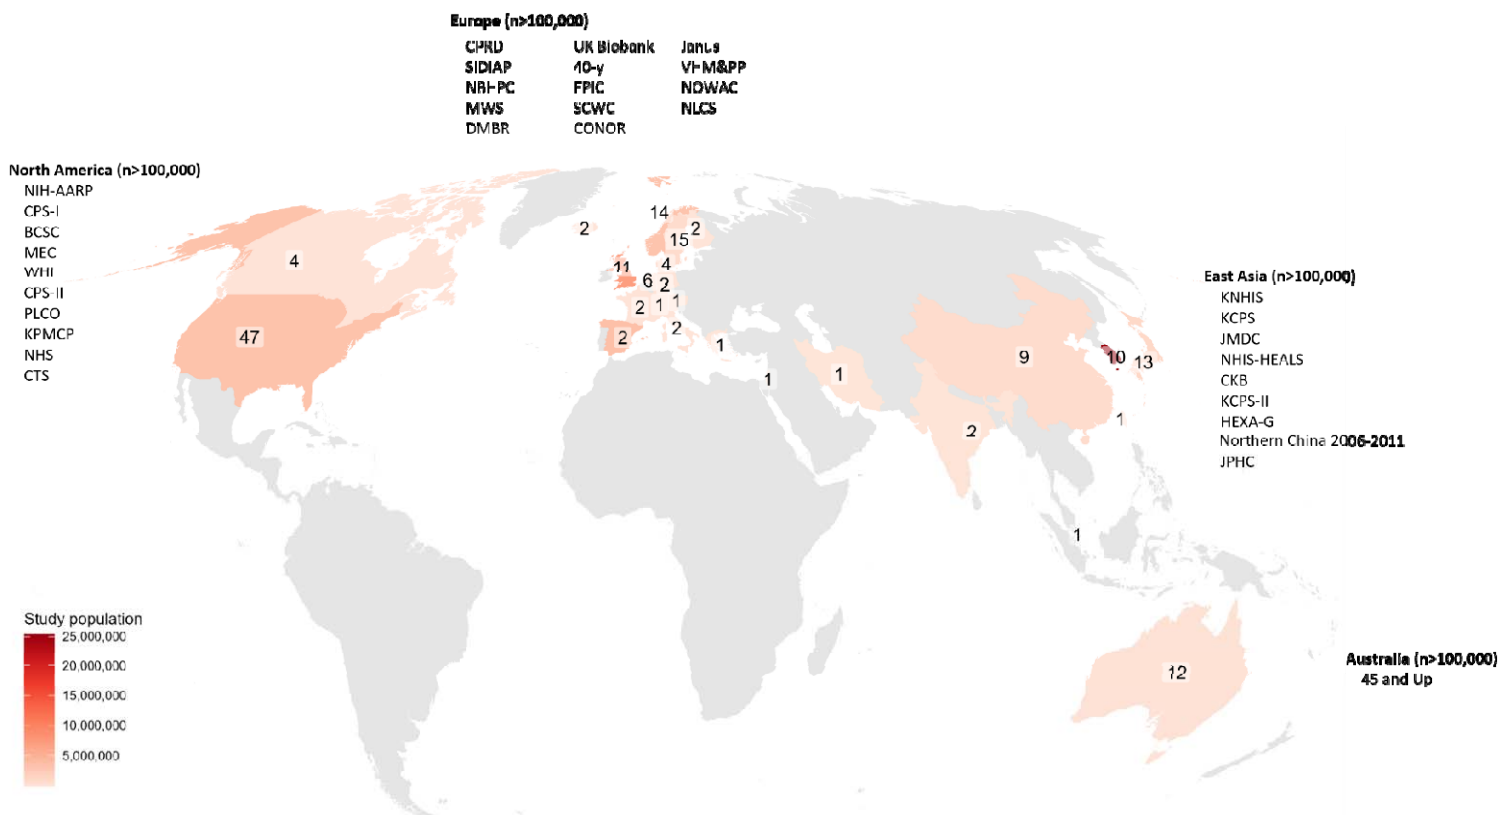 Europe (n>100,000)
CPRD UK Biobank Janus
SIDIAP 40-y VHM&PP
NBHPC EPIC NOWAC
MWS SCWC NLCS
DMBR CONOR
North America (n>100,000)
NIH-AARP
CPS-I
BCSC
MEC
WHI
CPS-II
PLCO
KPMCP
NHS
CTS
East Asia (n>100,000)
KNHIS
KCPS
JMDC
NHIS-HEALS
CKB
KCPS-II
HEXA-G
Northern China 2006-2011
JPHC
2
14
15
2
4
11
4
6
2
2
1
1
47
2
2
1
1
1
9
10
13
1
2
1
12
Study population
25,000,000
20,000,000
15,000,000
10,000,000
5,000,000
Australia (n>100,000)
45 and Up